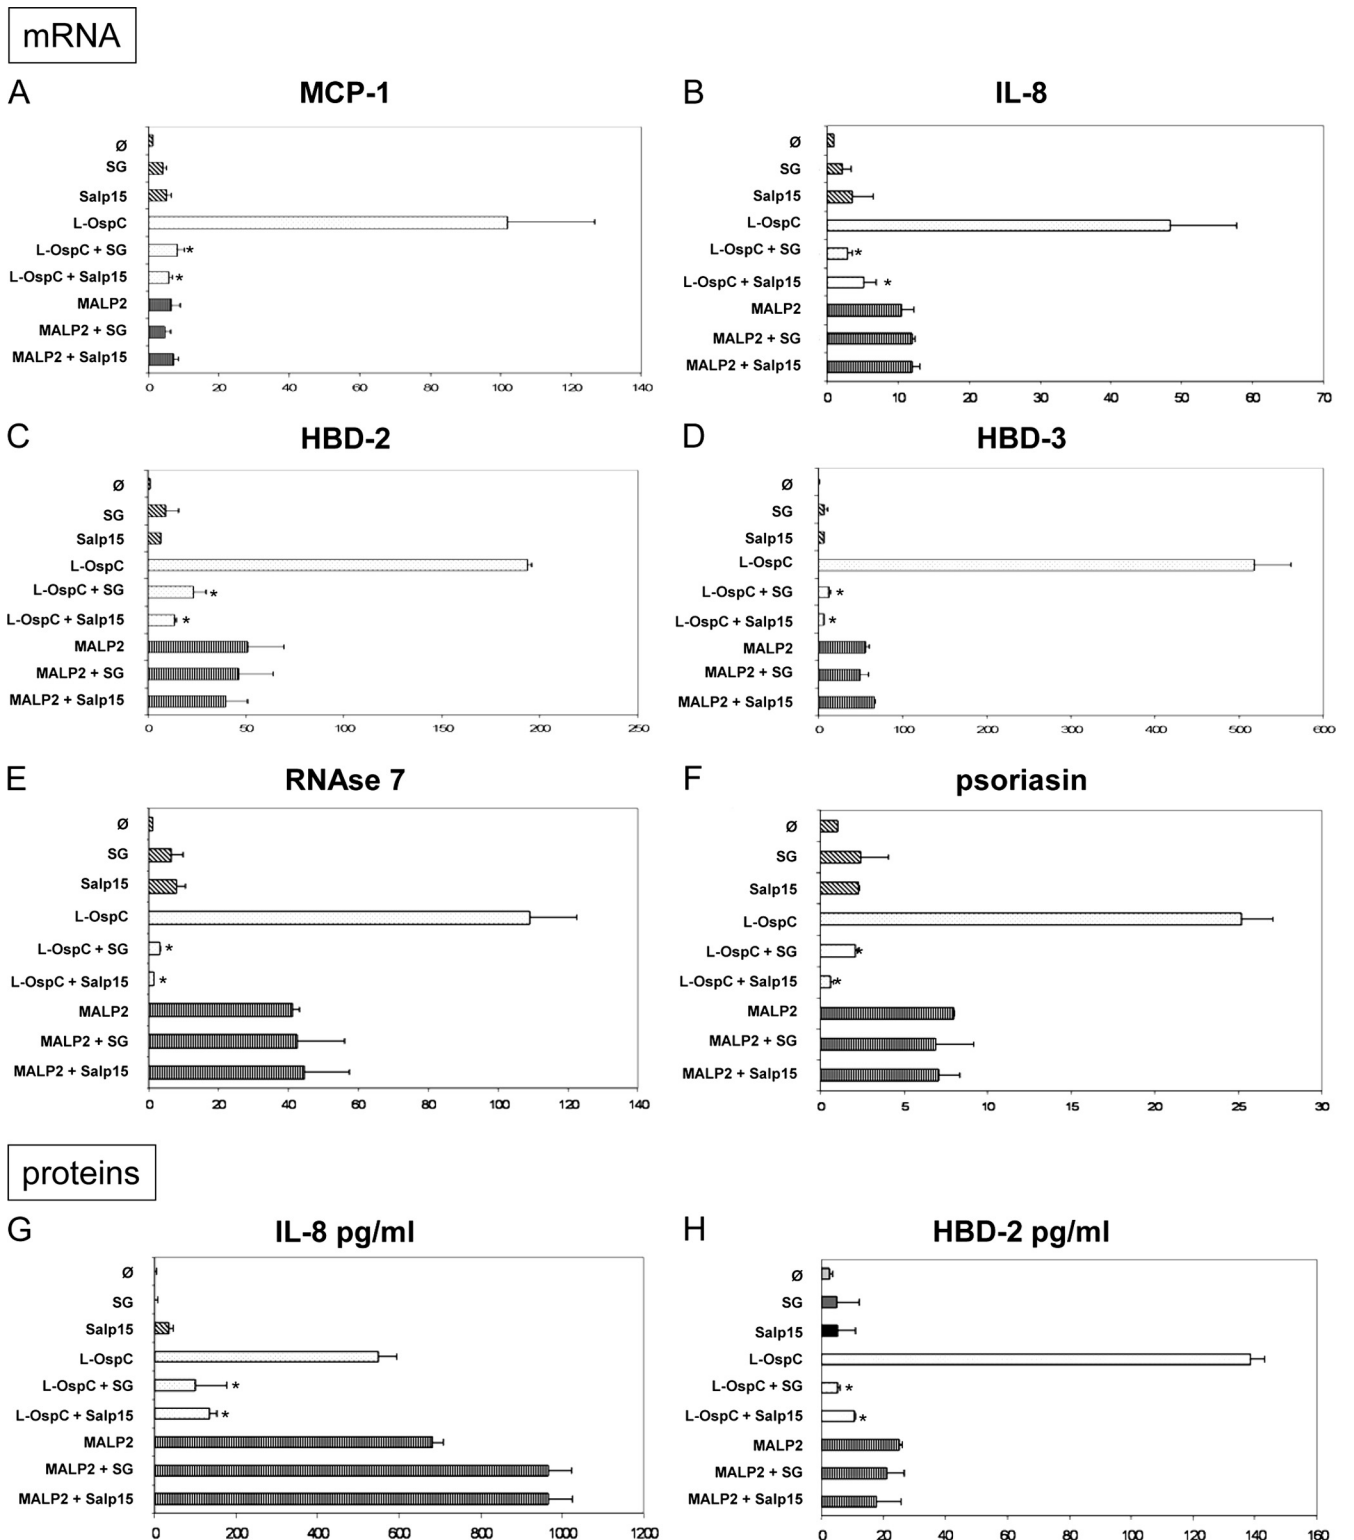 mRNA
A
MCP-1
Ø
SG
Salp15
L-OspC
L-OspC + SG
*
L-OspC + Salp15
*
MALP2
MALP2 + SG
MALP2 + Salp15
0 20 40 60 80 100 120 140
B
IL-8
Ø
SG
Salp15
L-OspC
L-OspC + SG
*
L-OspC + Salp15
*
MALP2
MALP2 + SG
MALP2 + Salp15
0 10 20 30 40 50 60 70
C
HBD-2
Ø
SG
Salp15
L-OspC
L-OspC + SG
*
L-OspC + Salp15
*
MALP2
MALP2 + SG
MALP2 + Salp15
0 50 100 150 200 250
D
HBD-3
Ø
SG
Salp15
L-OspC
L-OspC + SG
*
L-OspC + Salp15
*
MALP2
MALP2 + SG
MALP2 + Salp15
0 100 200 300 400 500 600
E
RNAse 7
Ø
SG
Salp15
L-OspC
L-OspC + SG
*
L-OspC + Salp15
*
MALP2
MALP2 + SG
MALP2 + Salp15
0 20 40 60 80 100 120 140
F
psoriasin
Ø
SG
Salp15
L-OspC
L-OspC + SG
*
L-OspC + Salp15
*
MALP2
MALP2 + SG
MALP2 + Salp15
0 5 10 15 20 25 30
proteins
G
IL-8 pg/ml
Ø
SG
Salp15
L-OspC
L-OspC + SG
*
L-OspC + Salp15
*
MALP2
MALP2 + SG
MALP2 + Salp15
0 200 400 600 800 1000 1200
H
HBD-2 pg/ml
Ø
SG
Salp15
L-OspC
L-OspC + SG
*
L-OspC + Salp15
*
MALP2
MALP2 + SG
MALP2 + Salp15
0 20 40 60 80 100 120 140 160